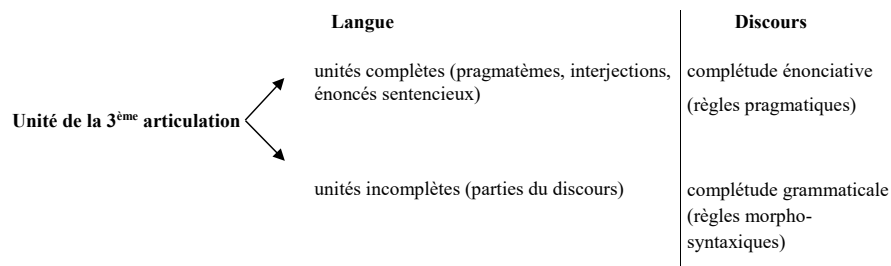 Langue
Discours
unités complètes (pragmatèmes, interjections,
énoncés sentencieux)
complétude énonciative
(règles pragmatiques)
Unité de la 3ème articulation
unités incomplètes (parties du discours)
complétude grammaticale
(règles morpho-
syntaxiques)